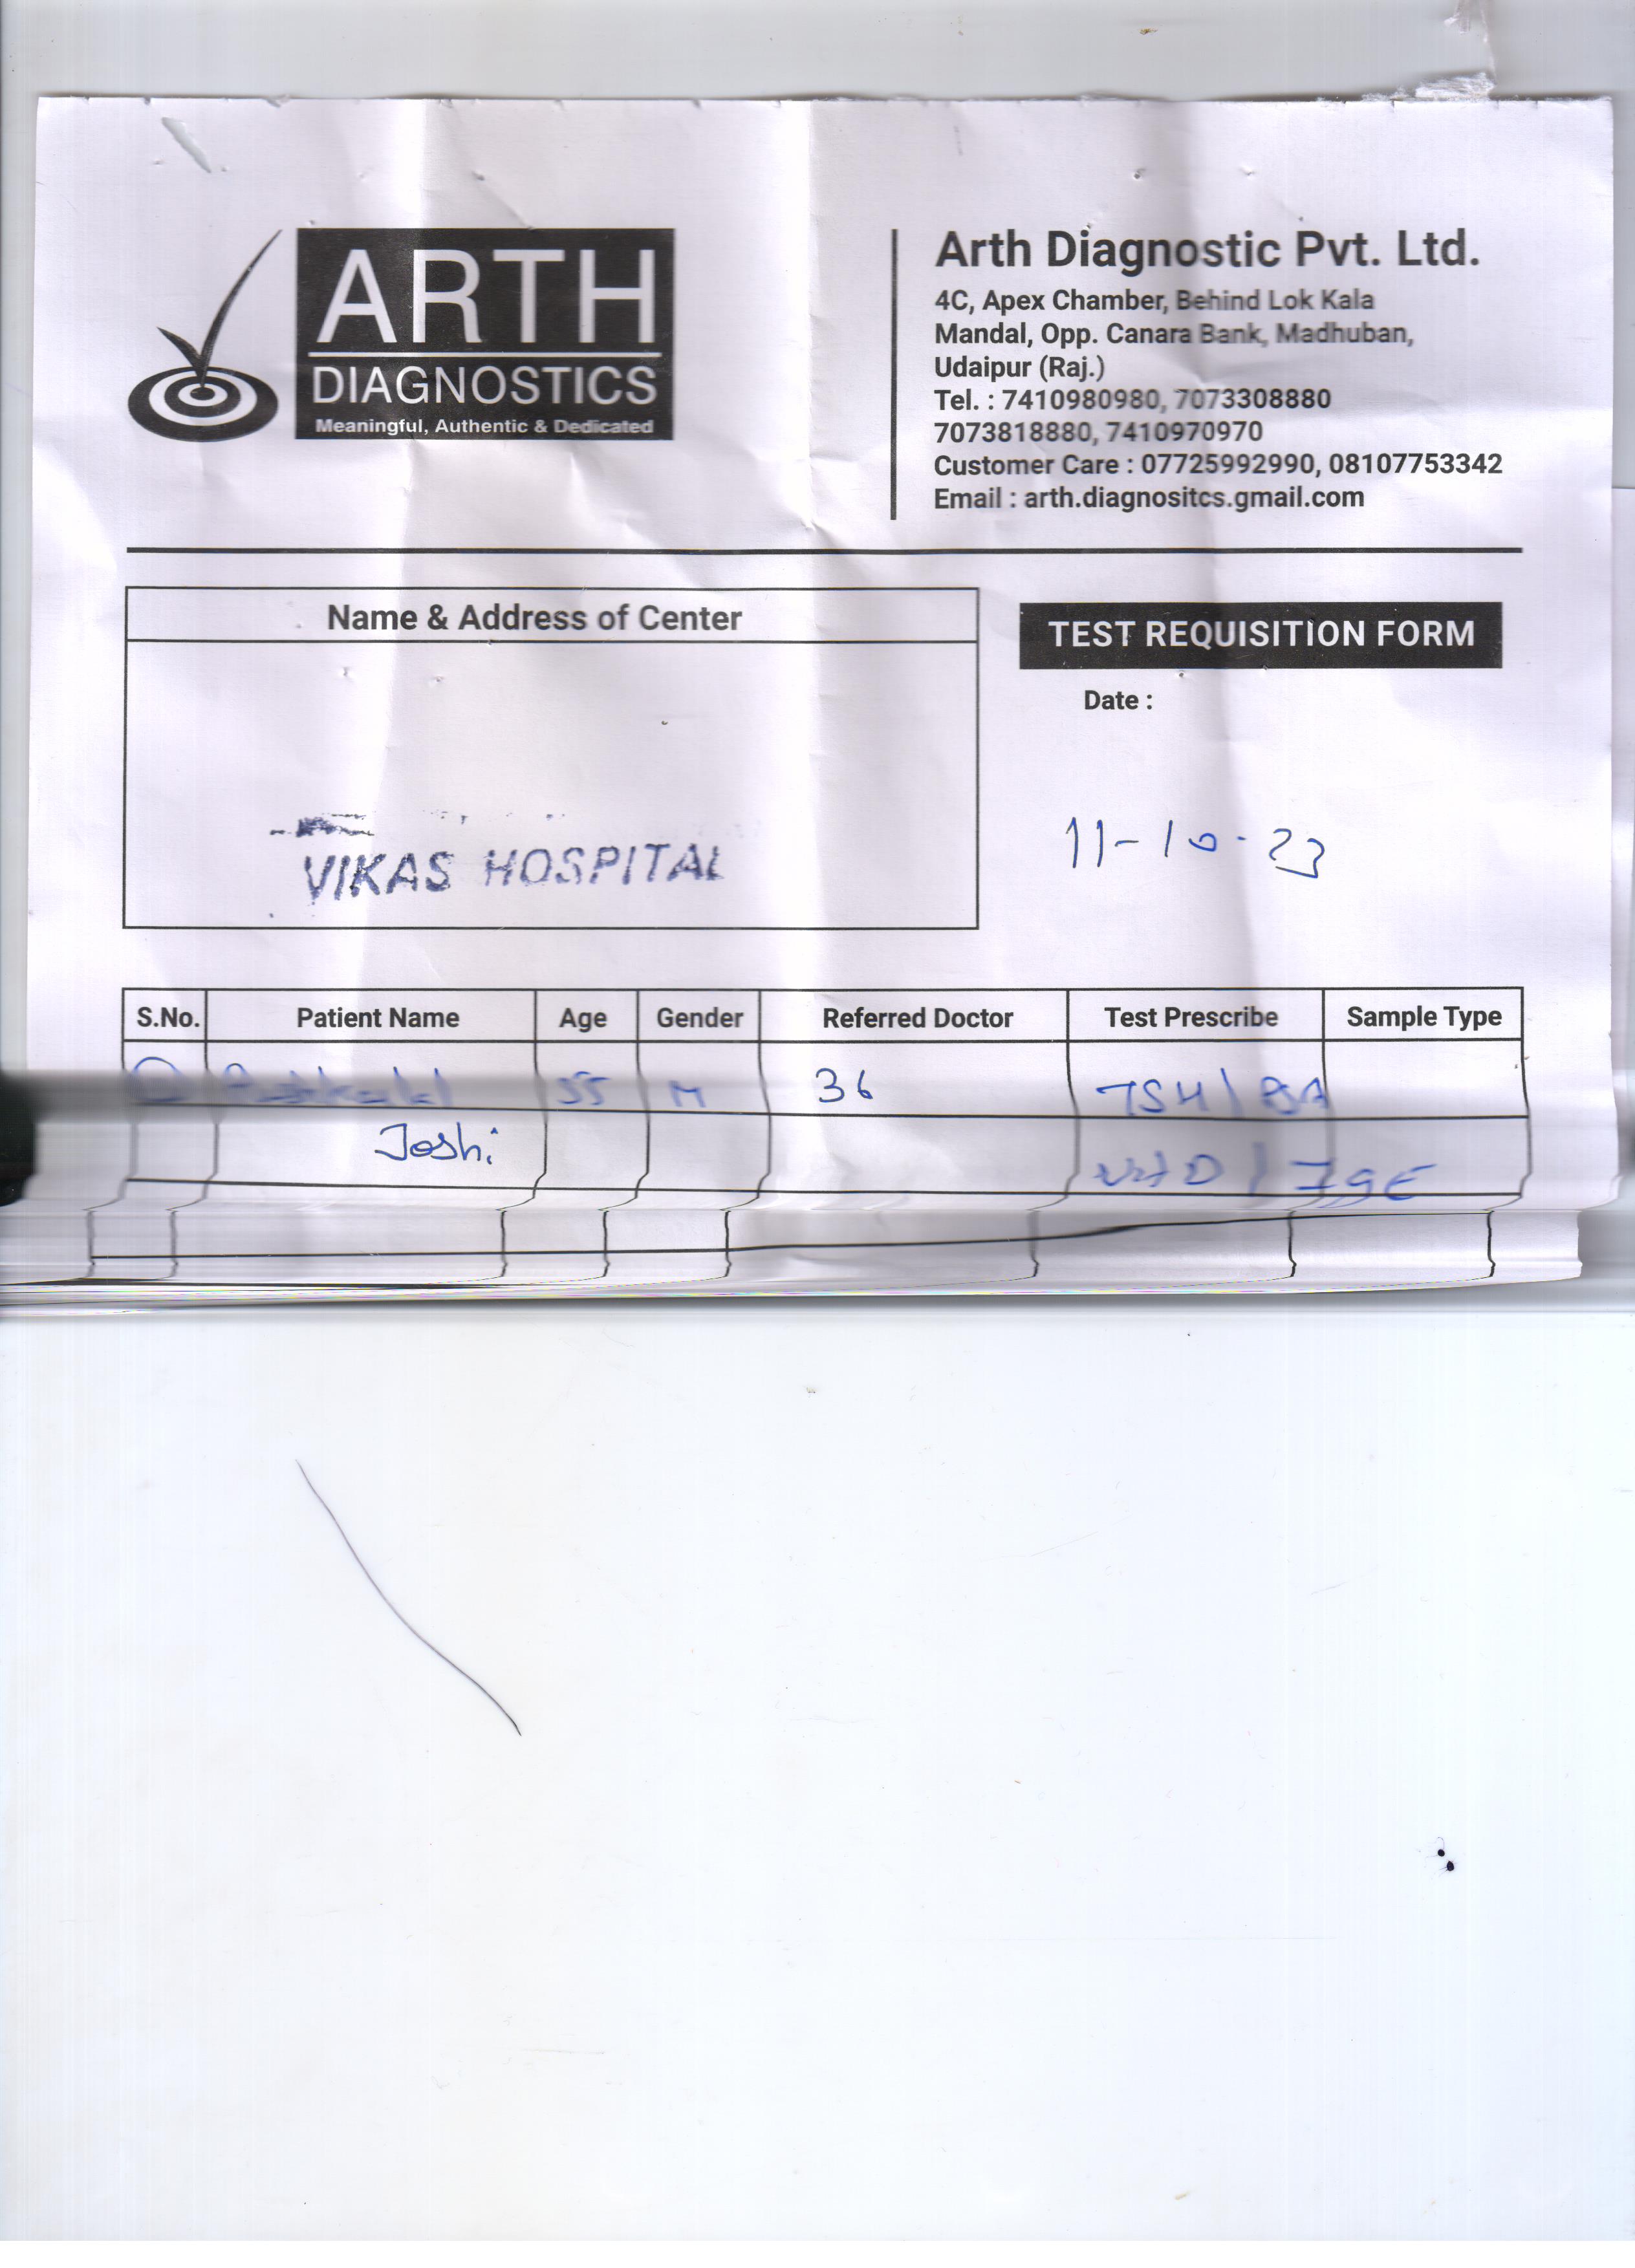 ARTH
DIAGNOSTICS
Meaningful, Authentic & Dedicated
Arth Diagnostic Pvt. Ltd.
4C, Apex Chamber, Behind Lok Kala
Mandal, Opp. Canara Bank, Madhuban,
Udaipur (Raj.)
Tel. : 7410980980, 7073308880
7073818880, 7410970970
Customer Care : 07725992990, 08107753342
Email : arth.diagnositcs.gmail.com
Name & Address of Center
VIKAS HOSPITAL
TEST REQUISITION FORM
Date :
11-10-23
S.No. Patient Name Age Gender Referred Doctor Test Prescribe Sample Type
55 M 36 TSH / PSA
Joshi
D / IGE